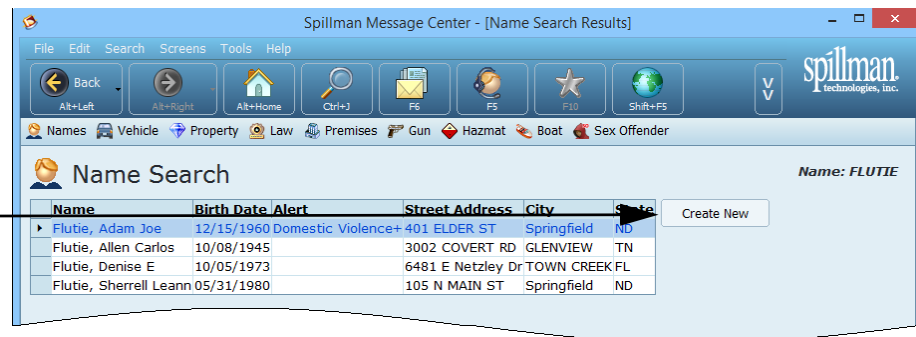 Spillman Message Center - [Name Search Results]
File Edit Search Screens Tools Help
Back
Alt+Left Alt+Right Alt+Home Ctrl+J F6 F5 F10 Shift+F5
spillman.
technologies, inc.
Names Vehicle Property Law Premises Gun Hazmat Boat Sex Offender
Name Search
Name: FLUTIE
Name Birth Date Alert Street Address City State
Create New
Flutie, Adam Joe 12/15/1960 Domestic Violence+ 401 ELDER ST Springfield ND
Flutie, Allen Carlos 10/08/1945 3002 COVERT RD GLENVIEW TN
Flutie, Denise E 10/05/1973 6481 E Netzley Dr TOWN CREEK FL
Flutie, Sherrell Leann 05/31/1980 105 N MAIN ST Springfield ND